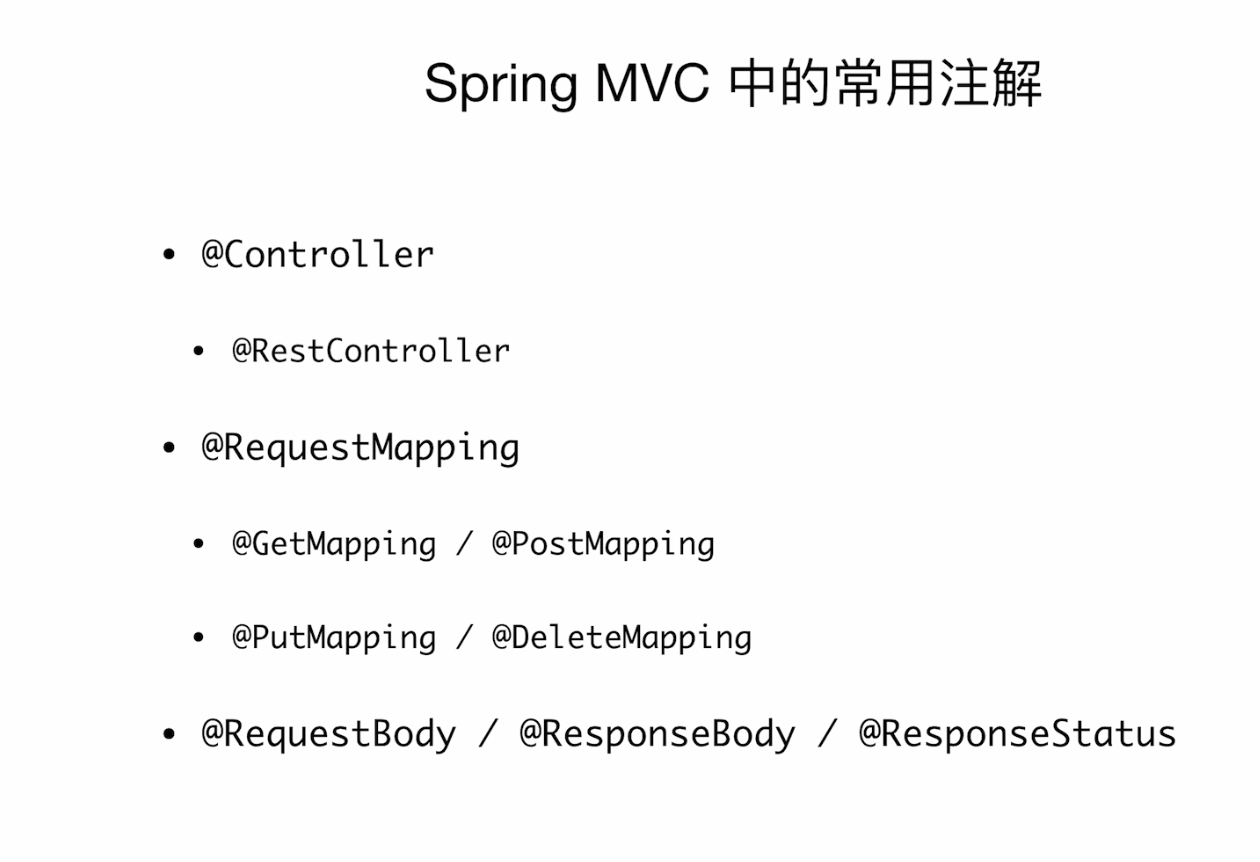 Spring MVC 中的常用注解
• @Controller
• @RestController
• @RequestMapping
• @GetMapping / @PostMapping
• @PutMapping / @DeleteMapping
• @RequestBody / @ResponseBody / @ResponseStatus